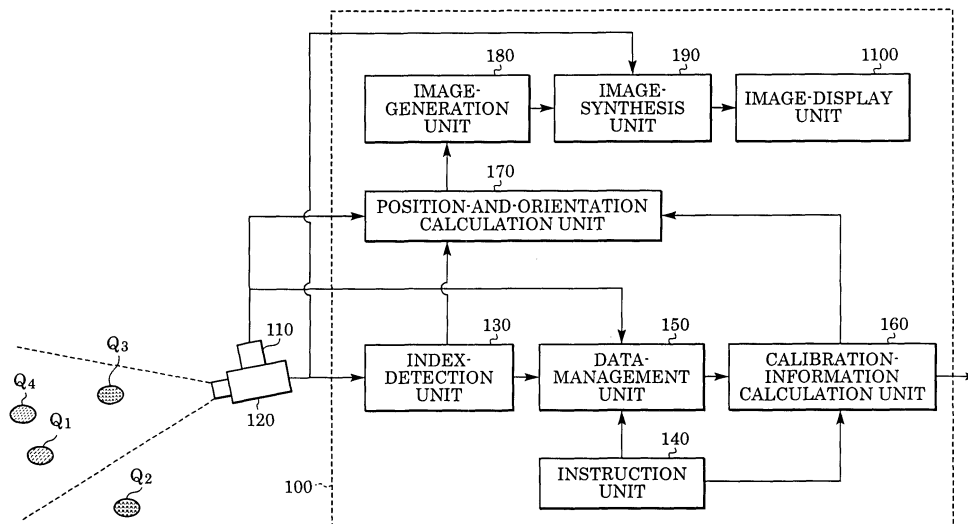 180
IMAGE-
GENERATION
UNIT
190
IMAGE-
SYNTHESIS
UNIT
1100
IMAGE-DISPLAY
UNIT
170
POSITION-AND-ORIENTATION
CALCULATION UNIT
110
120
130
INDEX-
DETECTION
UNIT
150
DATA-
MANAGEMENT
UNIT
160
CALIBRATION-
INFORMATION
CALCULATION UNIT
Q3
Q4
Q1
Q2
140
INSTRUCTION
UNIT
100